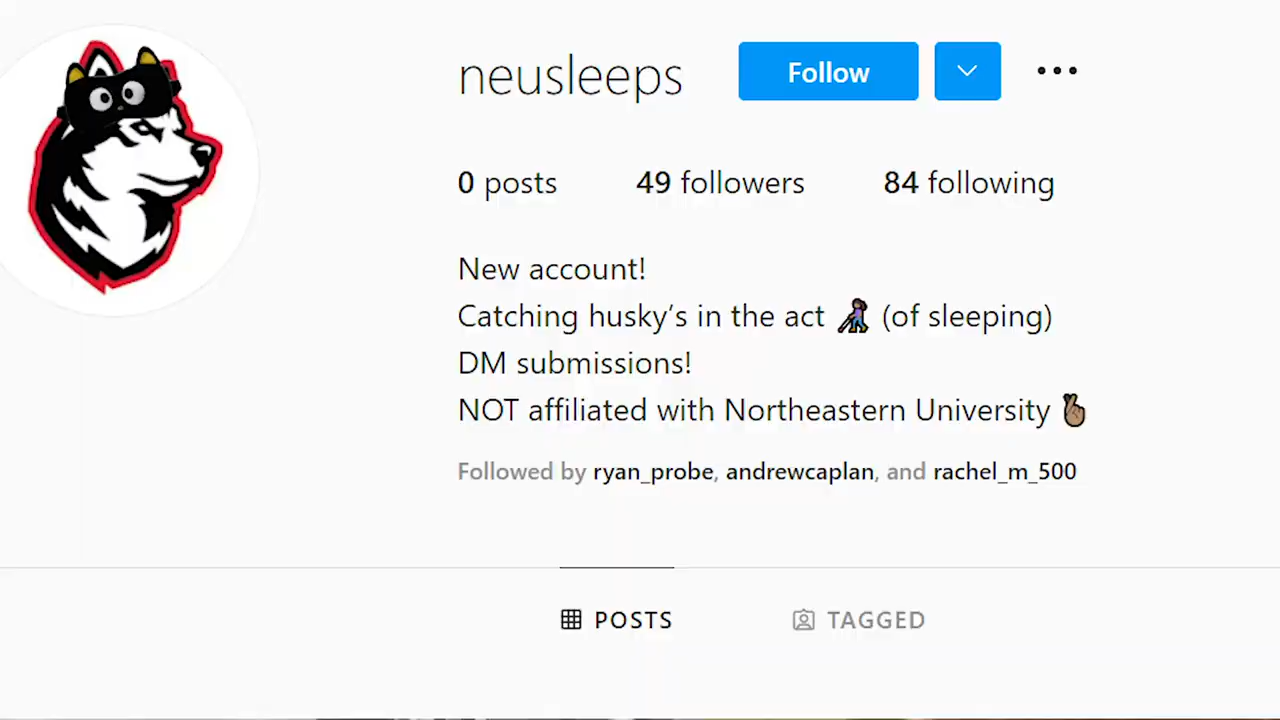 neusleeps
Follow
0 posts 49 followers 84 following
New account!
Catching husky’s in the act 👩🏽‍🦯 (of sleeping)
DM submissions!
NOT affiliated with Northeastern University 🫰🏽
Followed by ryan_probe, andrewcaplan, and rachel_m_500
POSTS TAGGED